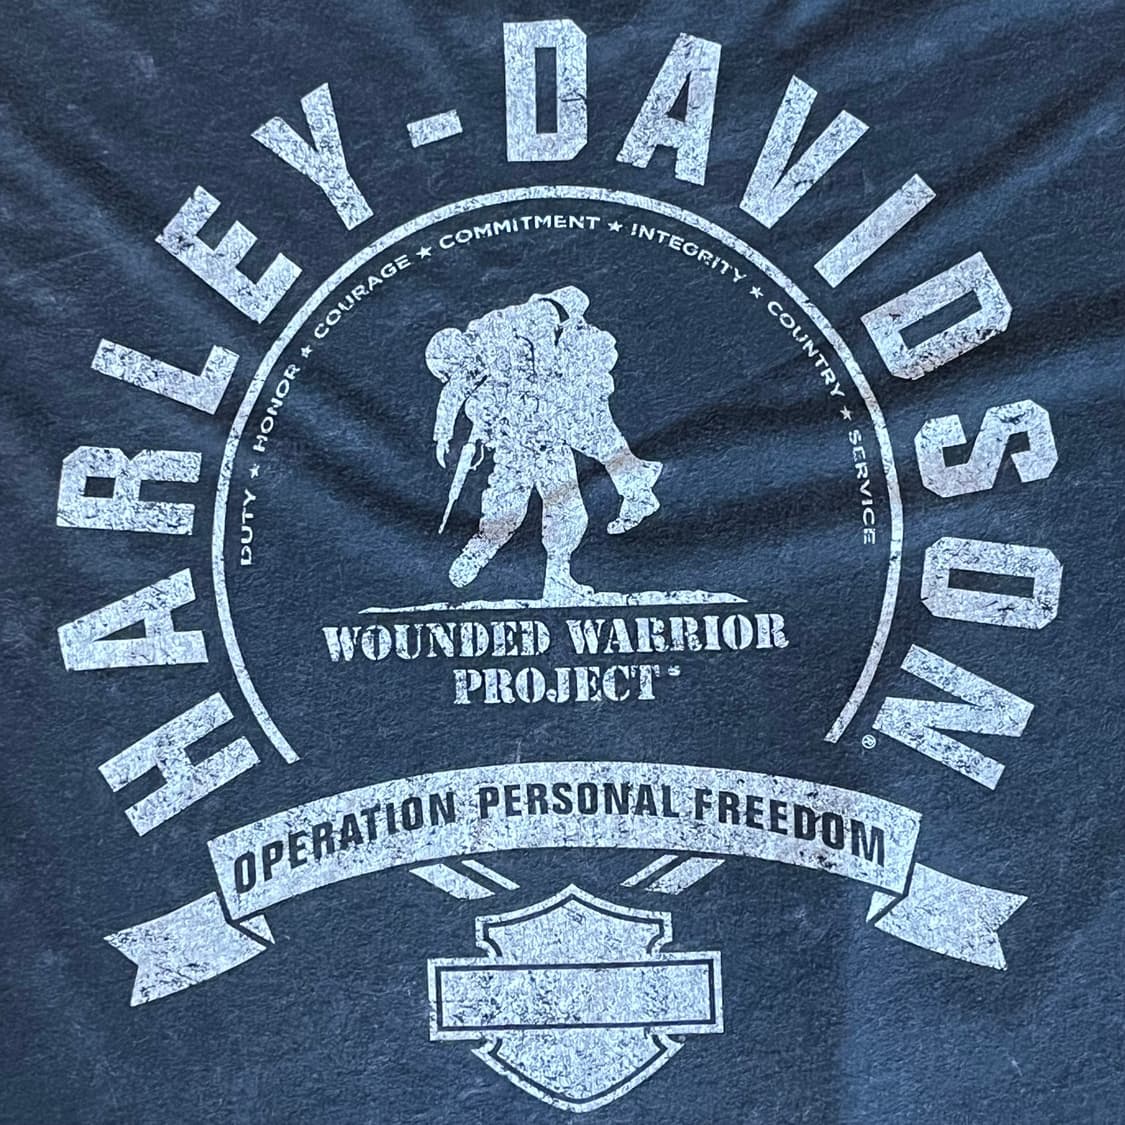 HARLEY-DAVIDSON®
DUTY ★ HONOR ★ COURAGE ★ COMMITMENT ★ INTEGRITY ★ COUNTRY ★ SERVICE
WOUNDED WARRIOR
PROJECT
OPERATION PERSONAL FREEDOM